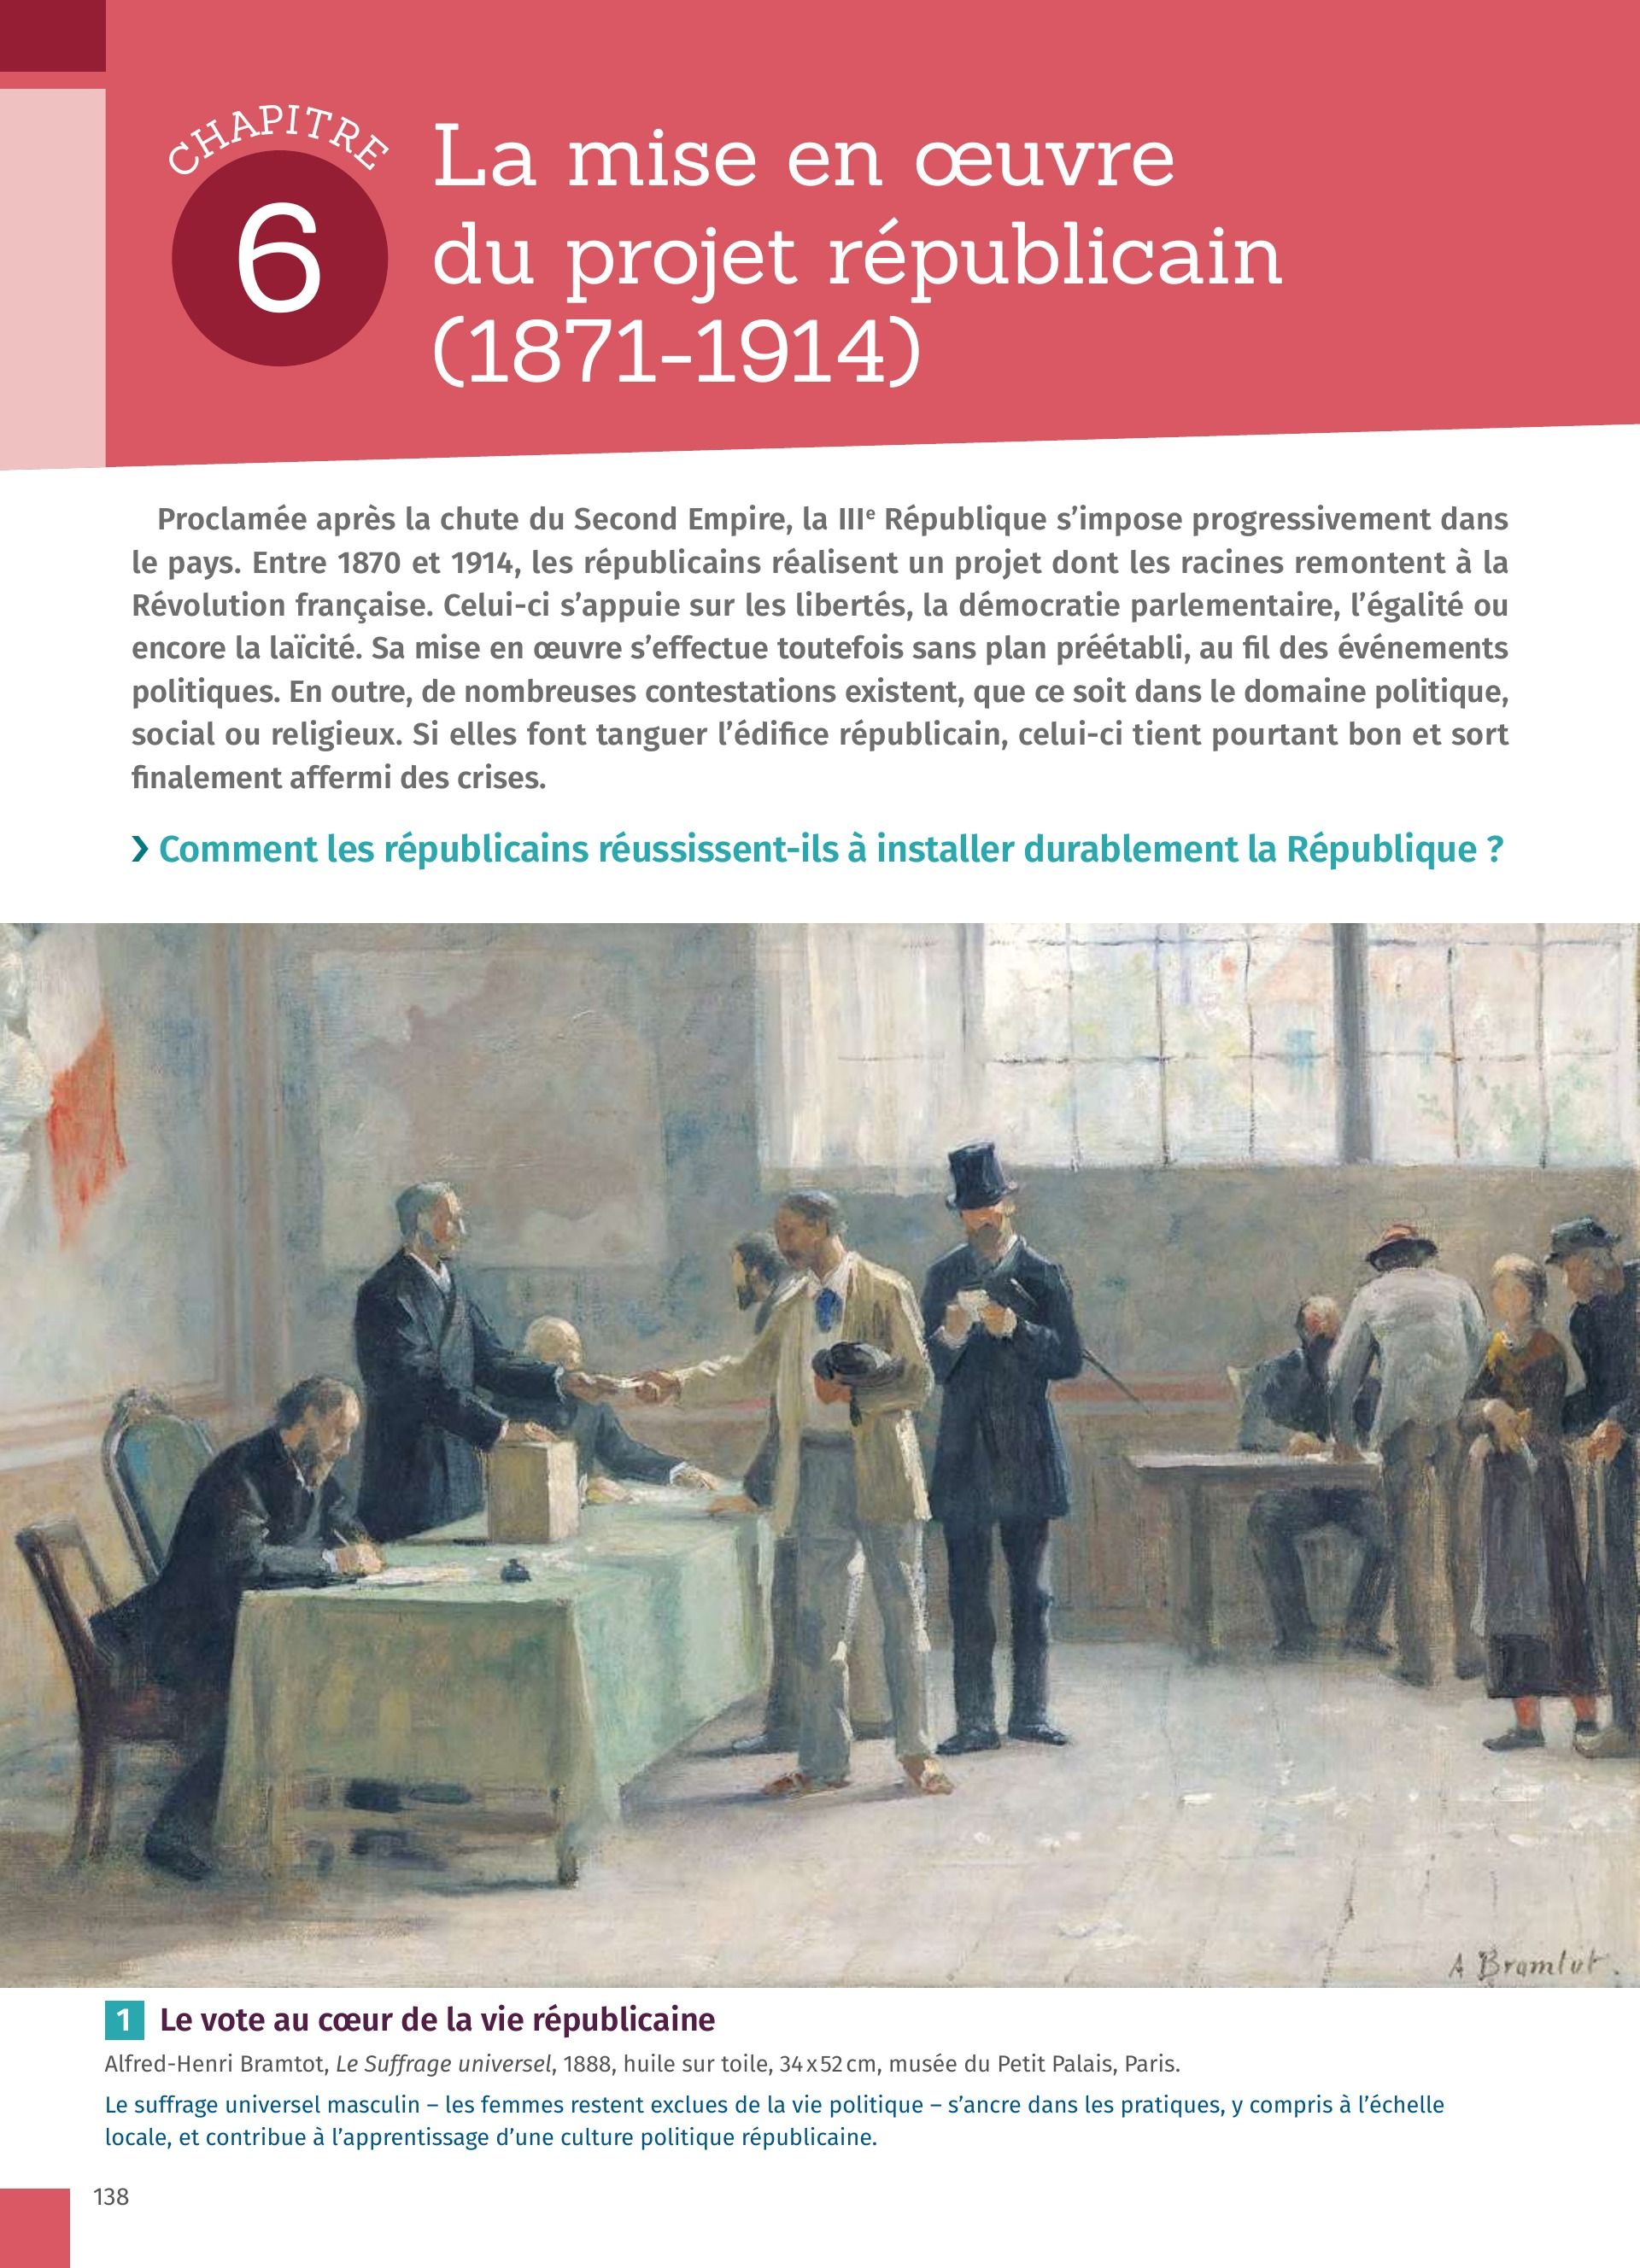 CHAPITRE
6
La mise en œuvre
du projet républicain
(1871-1914)
Proclamée après la chute du Second Empire, la IIIe République s’impose progressivement dans
le pays. Entre 1870 et 1914, les républicains réalisent un projet dont les racines remontent à la
Révolution française. Celui-ci s’appuie sur les libertés, la démocratie parlementaire, l’égalité ou
encore la laïcité. Sa mise en œuvre s’effectue toutefois sans plan préétabli, au fil des événements
politiques. En outre, de nombreuses contestations existent, que ce soit dans le domaine politique,
social ou religieux. Si elles font tanguer l’édifice républicain, celui-ci tient pourtant bon et sort
finalement affermi des crises.
› Comment les républicains réussissent-ils à installer durablement la République ?
A Bramtot.
1 Le vote au cœur de la vie républicaine
Alfred-Henri Bramtot, Le Suffrage universel, 1888, huile sur toile, 34 x 52 cm, musée du Petit Palais, Paris.
Le suffrage universel masculin – les femmes restent exclues de la vie politique – s’ancre dans les pratiques, y compris à l’échelle
locale, et contribue à l’apprentissage d’une culture politique républicaine.
138